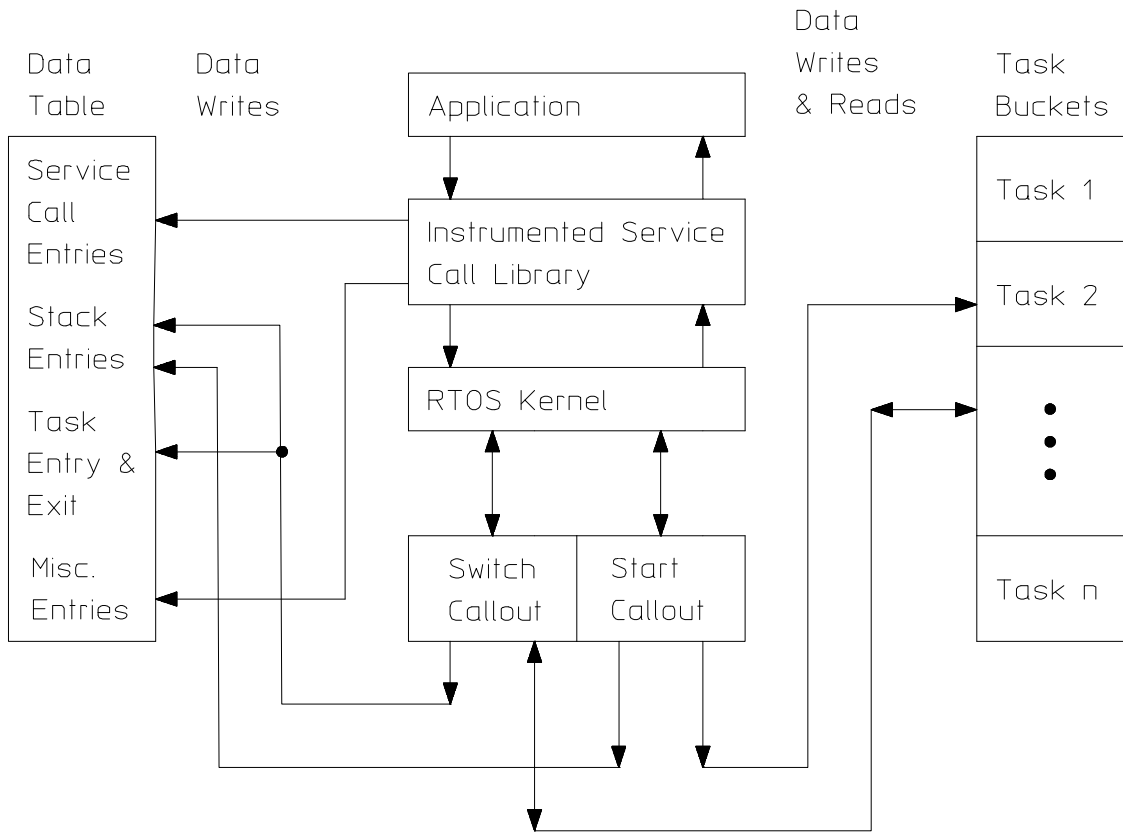 Data
Table
Data
Writes
Data
Writes
& Reads
Task
Buckets
Application
Service
Call
Entries
Instrumented Service
Call Library
Task 1
Task 2
Stack
Entries
RTOS Kernel
Task
Entry &
Exit
Misc.
Entries
Switch
Callout
Start
Callout
Task n